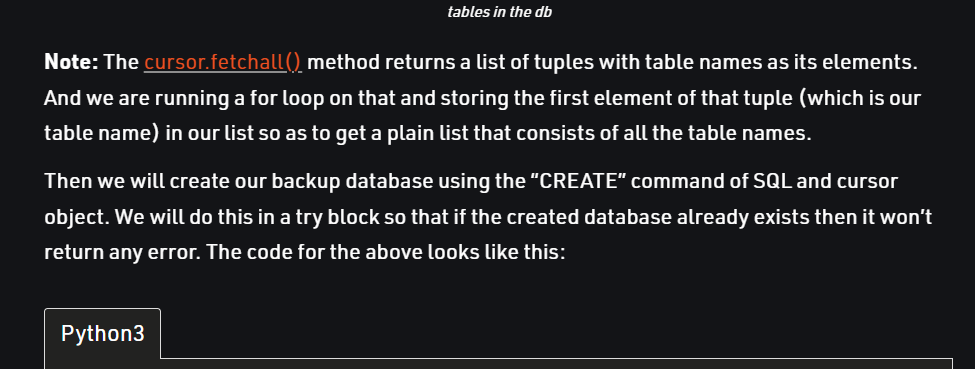 tables in the db
Note: The cursor.fetchall() method returns a list of tuples with table names as its elements.
And we are running a for loop on that and storing the first element of that tuple (which is our
table name) in our list so as to get a plain list that consists of all the table names.
Then we will create our backup database using the “CREATE” command of SQL and cursor
object. We will do this in a try block so that if the created database already exists then it won’t
return any error. The code for the above looks like this:
Python3